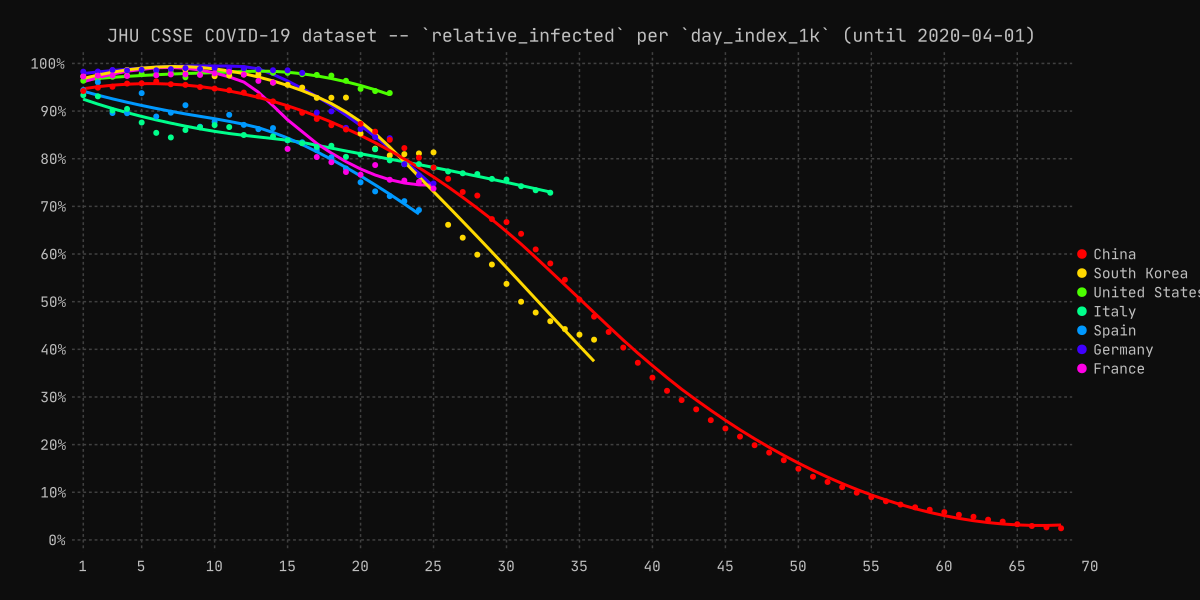 JHU CSSE COVID-19 dataset -- `relative_infected` per `day_index_1k` (until 2020-04-01)
100%
90%
80%
70%
60%
50%
40%
30%
20%
10%
0%
1 5 10 15 20 25 30 35 40 45 50 55 60 65 70
China
South Korea
United States
Italy
Spain
Germany
France